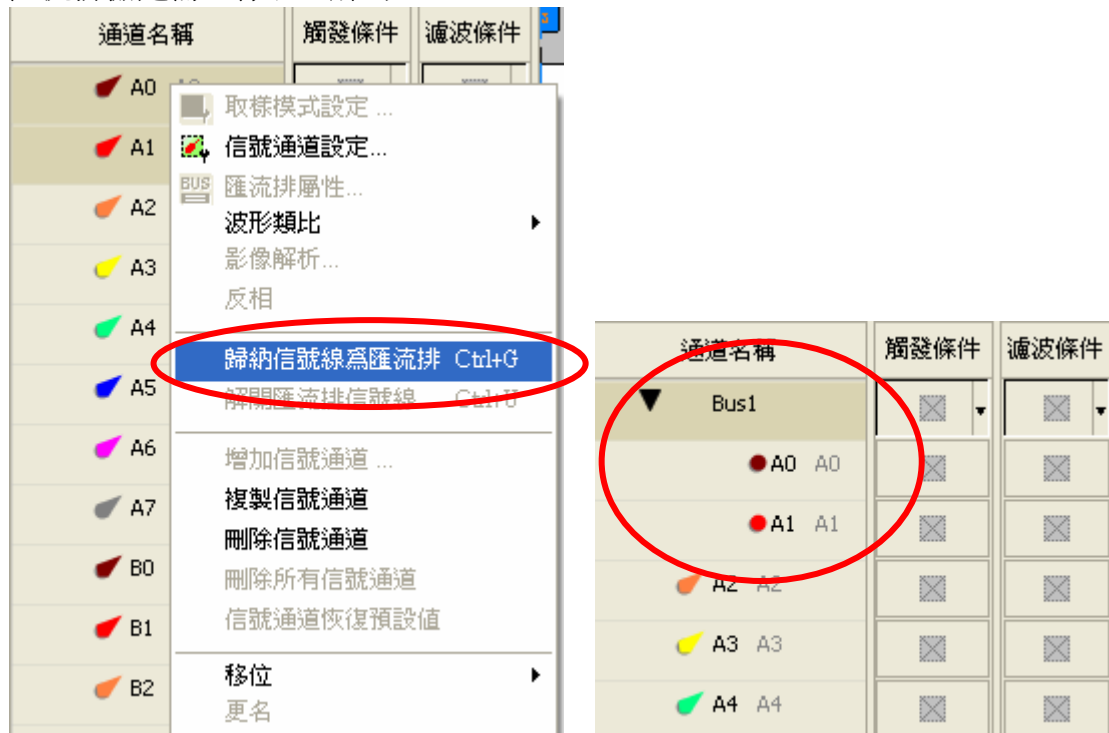 通道名稱 觸發條件 濾波條件
A0
A1
A2
A3
A4
A5
A6
A7
B0
B1
B2
取樣模式設定 ...
信號通道設定...
BUS 匯流排屬性...
波形類比
影像解析...
反相
歸納信號線爲匯流排 Ctrl+G
解開匯流排信號線 Ctrl+U
增加信號通道 ...
複製信號通道
刪除信號通道
刪除所有信號通道
信號通道恢復預設值
移位
更名
通道名稱 觸發條件 濾波條件
Bus1
A0 A0
A1 A1
A2 A2
A3 A3
A4 A4